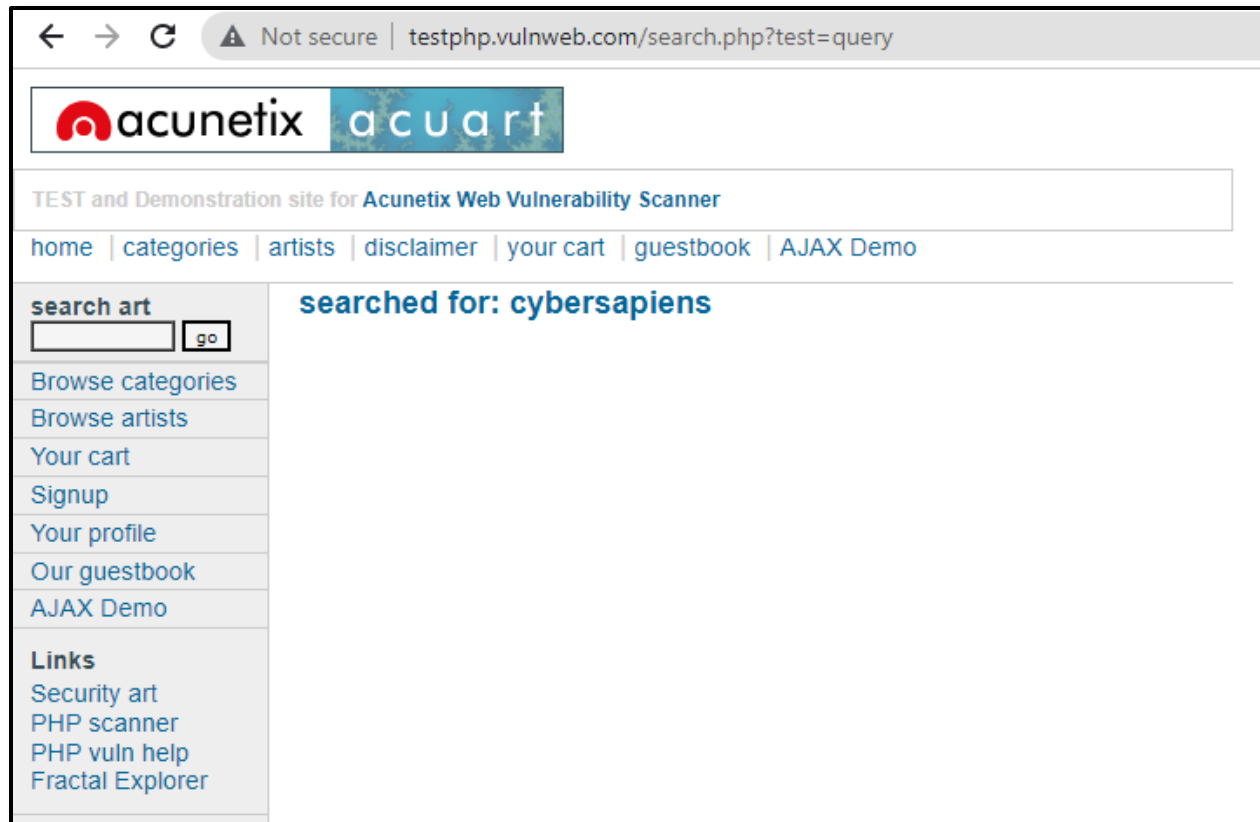 Not secure | testphp.vulnweb.com/search.php?test=query
acunetix acuart
TEST and Demonstration site for Acunetix Web Vulnerability Scanner
home | categories | artists | disclaimer | your cart | guestbook | AJAX Demo
search art
go
searched for: cybersapiens
Browse categories
Browse artists
Your cart
Signup
Your profile
Our guestbook
AJAX Demo
Links
Security art
PHP scanner
PHP vuln help
Fractal Explorer